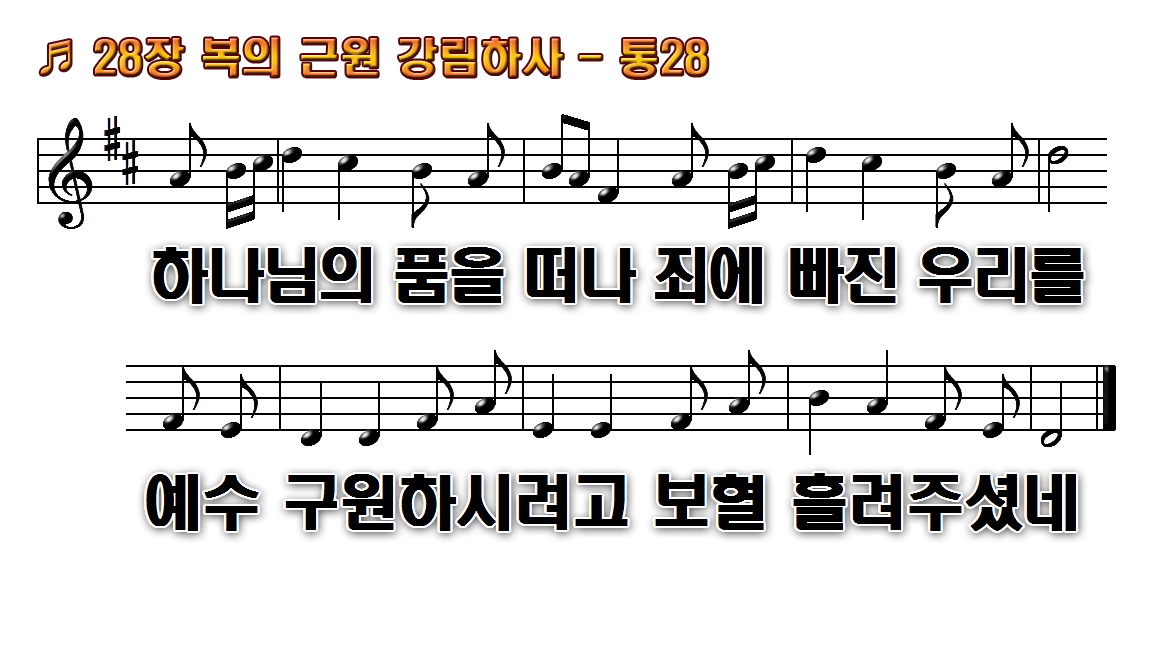 ♬ 28장 복의 근원 강림하사 - 통28
하나님의 품을 떠나 죄에 빠진 우리를
예수 구원하시려고 보혈 흘려주셨네